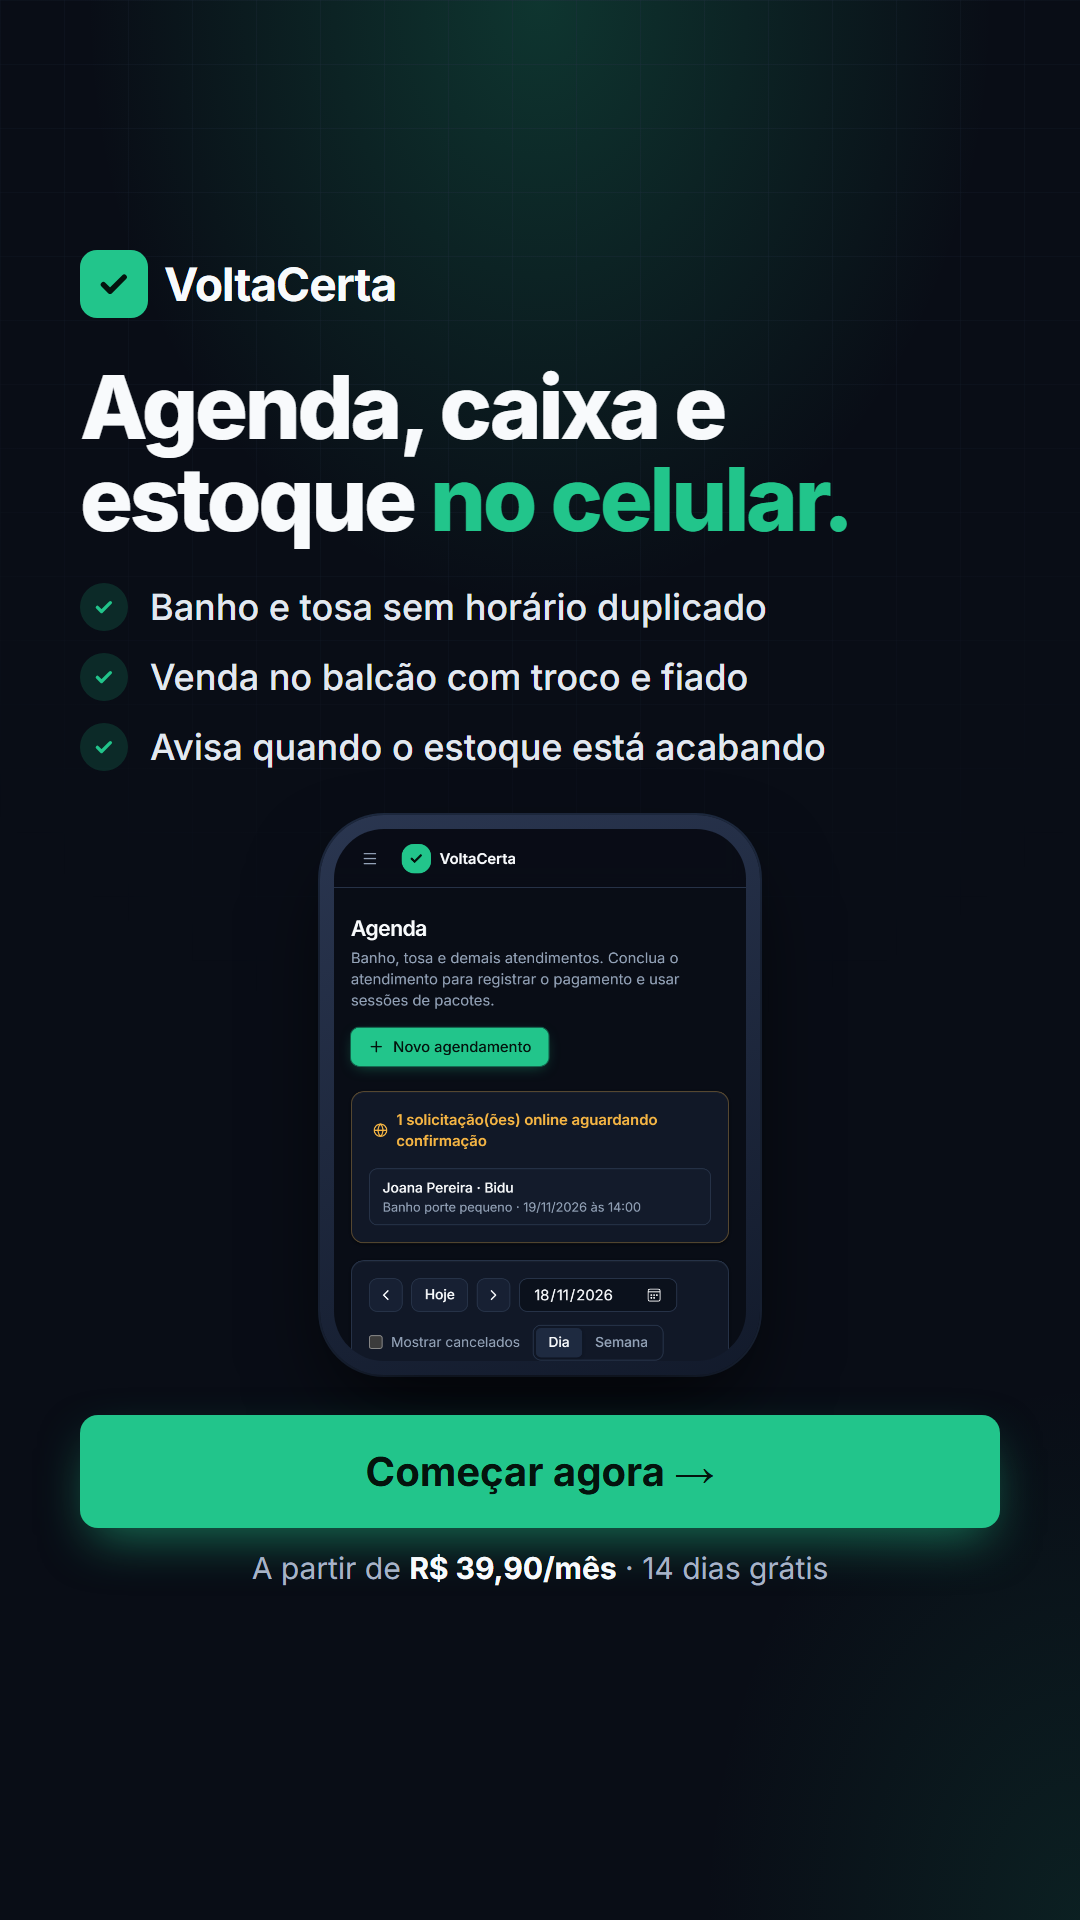 VoltaCerta
Agenda, caixa e
estoque no celular.
Banho e tosa sem horário duplicado
Venda no balcão com troco e fiado
Avisa quando o estoque está acabando
VoltaCerta
Agenda
Banho, tosa e demais atendimentos. Conclua o
atendimento para registrar o pagamento e usar
sessões de pacotes.
+ Novo agendamento
1 solicitação(ões) online aguardando
confirmação
Joana Pereira · Bidu
Banho porte pequeno · 19/11/2026 às 14:00
Hoje 18/11/2026
Mostrar cancelados Dia Semana
Começar agora →
A partir de R$ 39,90/mês · 14 dias grátis